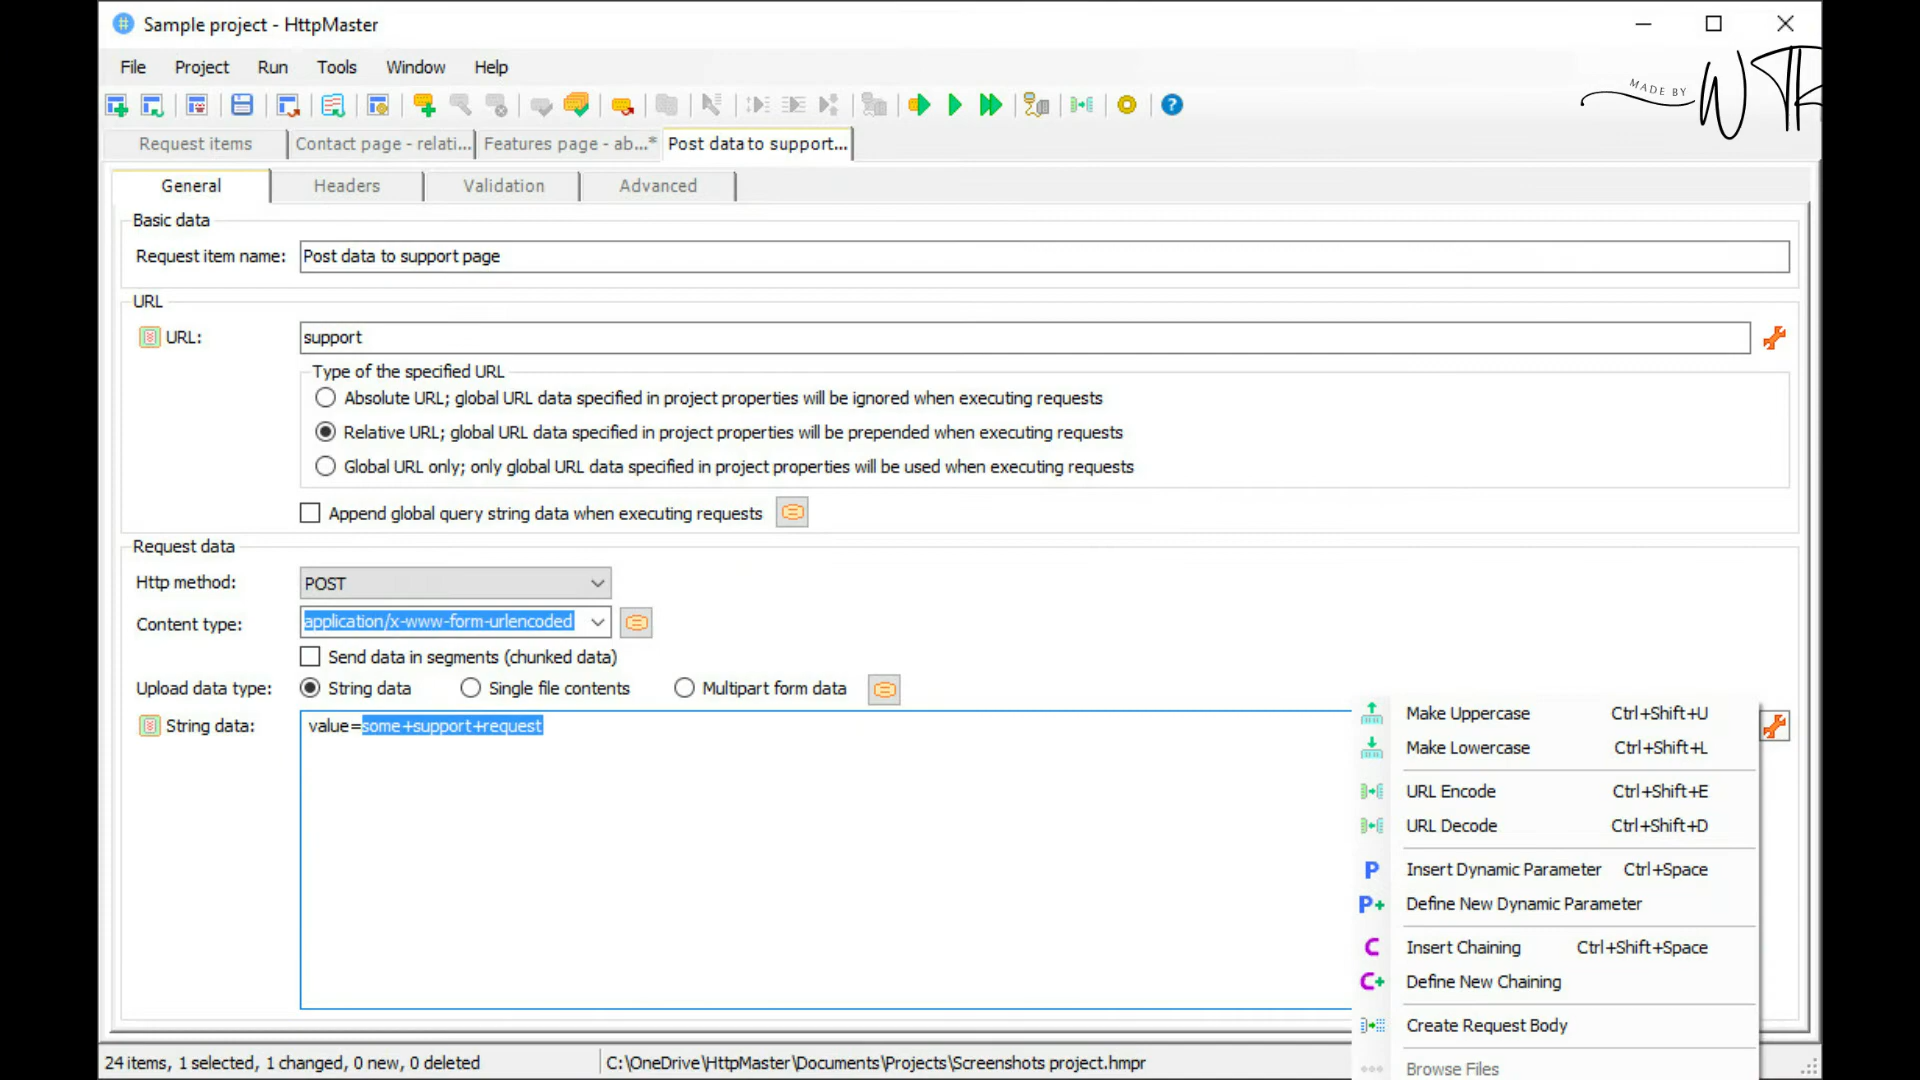 Sample project - HttpMaster
File Project Run Tools Window Help
MADE BY
Request items Contact page - relati... Features page - ab...* Post data to support...
General Headers Validation Advanced
Basic data
Request item name: Post data to support page
URL
URL: support
Type of the specified URL
Absolute URL; global URL data specified in project properties will be ignored when executing requests
Relative URL; global URL data specified in project properties will be prepended when executing requests
Global URL only; only global URL data specified in project properties will be used when executing requests
Append global query string data when executing requests
Request data
Http method: POST
Content type: application/x-www-form-urlencoded
Send data in segments (chunked data)
Upload data type: String data Single file contents Multipart form data
String data: value=some+support+request
Make Uppercase Ctrl+Shift+U
Make Lowercase Ctrl+Shift+L
URL Encode Ctrl+Shift+E
URL Decode Ctrl+Shift+D
P Insert Dynamic Parameter Ctrl+Space
P+ Define New Dynamic Parameter
C Insert Chaining Ctrl+Shift+Space
C+ Define New Chaining
Create Request Body
Browse Files
24 items, 1 selected, 1 changed, 0 new, 0 deleted C:\OneDrive\HttpMaster\Documents\Projects\Screenshots project.hmpr